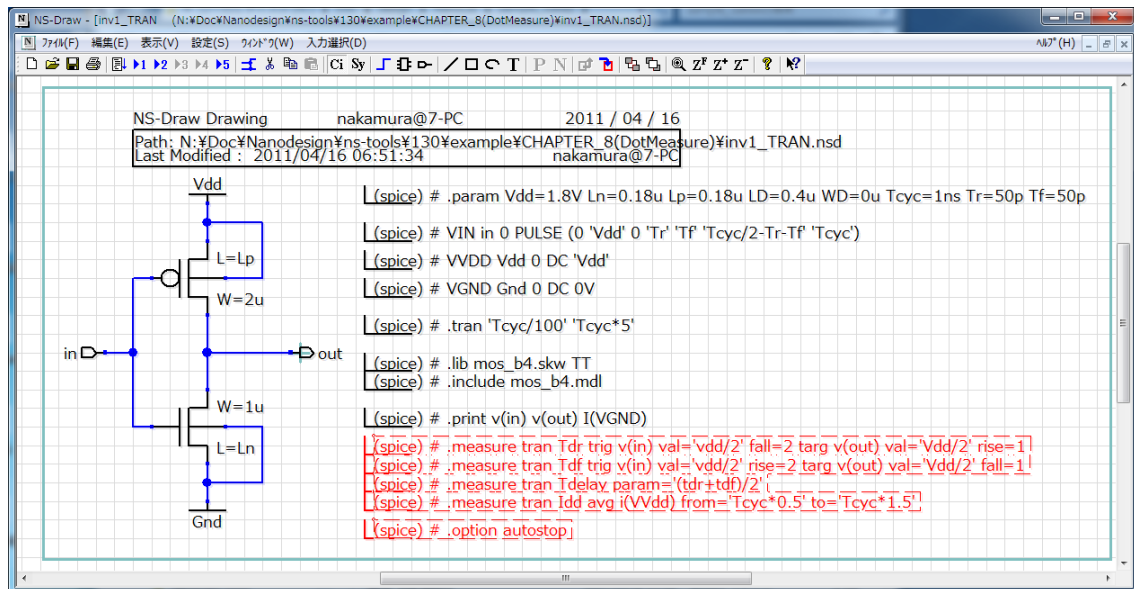 NS-Draw - [inv1_TRAN (N:¥Doc¥Nanodesign¥ns-tools¥130¥example¥CHAPTER_8(DotMeasure)¥inv1_TRAN.nsd)]
ファイル(F) 編集(E) 表示(V) 設定(S) ウインドウ(W) 入力選択(D) ヘルプ(H)
1 2 3 4 5 Ci Sy T P N Z F Z+ Z-
NS-Draw Drawing nakamura@7-PC 2011 / 04 / 16
Path: N:¥Doc¥Nanodesign¥ns-tools¥130¥example¥CHAPTER_8(DotMeasure)¥inv1_TRAN.nsd
Last Modified : 2011/04/16 06:51:34 nakamura@7-PC
Vdd
L=Lp
W=2u
in
out
W=1u
L=Ln
Gnd
(spice) # .param Vdd=1.8V Ln=0.18u Lp=0.18u LD=0.4u WD=0u Tcyc=1ns Tr=50p Tf=50p
(spice) # VIN in 0 PULSE (0 'Vdd' 0 'Tr' 'Tf' 'Tcyc/2-Tr-Tf' 'Tcyc')
(spice) # VVDD Vdd 0 DC 'Vdd'
(spice) # VGND Gnd 0 DC 0V
(spice) # .tran 'Tcyc/100' 'Tcyc*5'
(spice) # .lib mos_b4.skw TT
(spice) # .include mos_b4.mdl
(spice) # .print v(in) v(out) I(VGND)
(spice) # .measure tran Tdr trig v(in) val='vdd/2' fall=2 targ v(out) val='Vdd/2' rise=1
(spice) # .measure tran Tdf trig v(in) val='vdd/2' rise=2 targ v(out) val='Vdd/2' fall=1
(spice) # .measure tran Tdelay param='(tdr+tdf)/2'
(spice) # .measure tran Idd avg i(VVdd) from='Tcyc*0.5' to='Tcyc*1.5'
(spice) # .option autostop